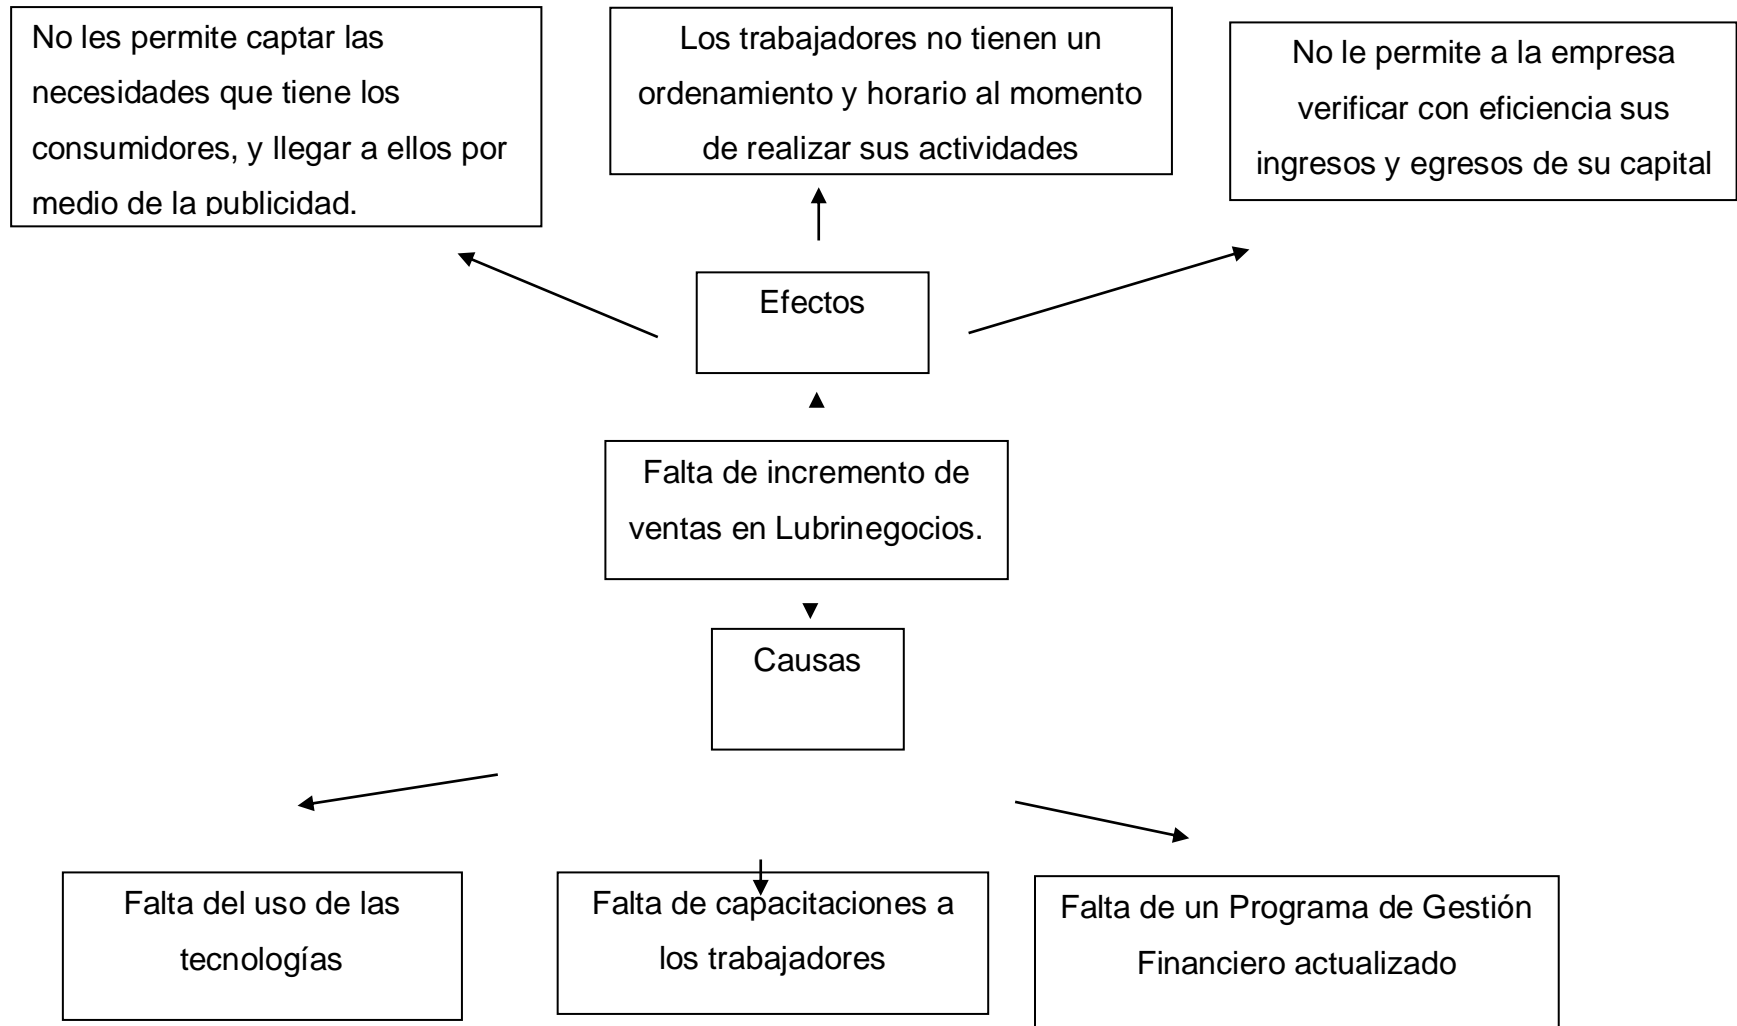 No les permite captar las
necesidades que tiene los
consumidores, y llegar a ellos por
medio de la publicidad.
Los trabajadores no tienen un
ordenamiento y horario al momento
de realizar sus actividades
No le permite a la empresa
verificar con eficiencia sus
ingresos y egresos de su capital
Efectos
Falta de incremento de
ventas en Lubrinegocios.
Causas
Falta del uso de las
tecnologías
Falta de capacitaciones a
los trabajadores
Falta de un Programa de Gestión
Financiero actualizado